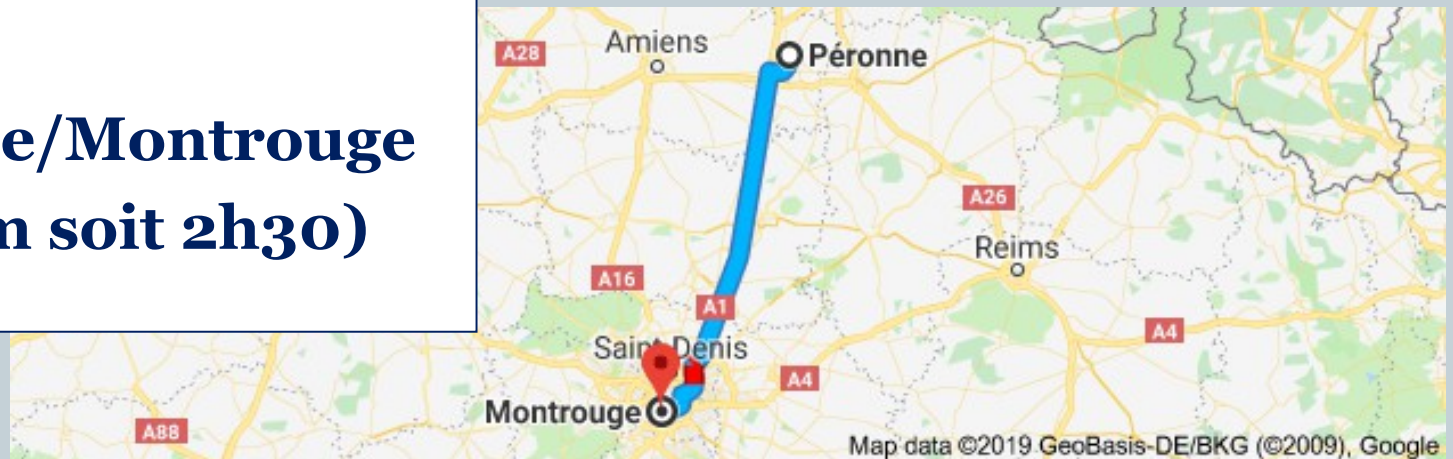 e/Montrouge
m soit 2h30)
A28
Amiens
Péronne
A26
Reims
A16
A1
Saint-Denis
A4
A4
Montrouge
A88
Map data ©2019 GeoBasis-DE/BKG (©2009), Google